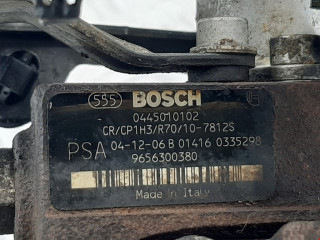 555 BOSCH
0445010102
CR/CP1H3/R70/10-7812S
PSA 04-12-06 B 01416 0335298
9656300380
Made in Italy